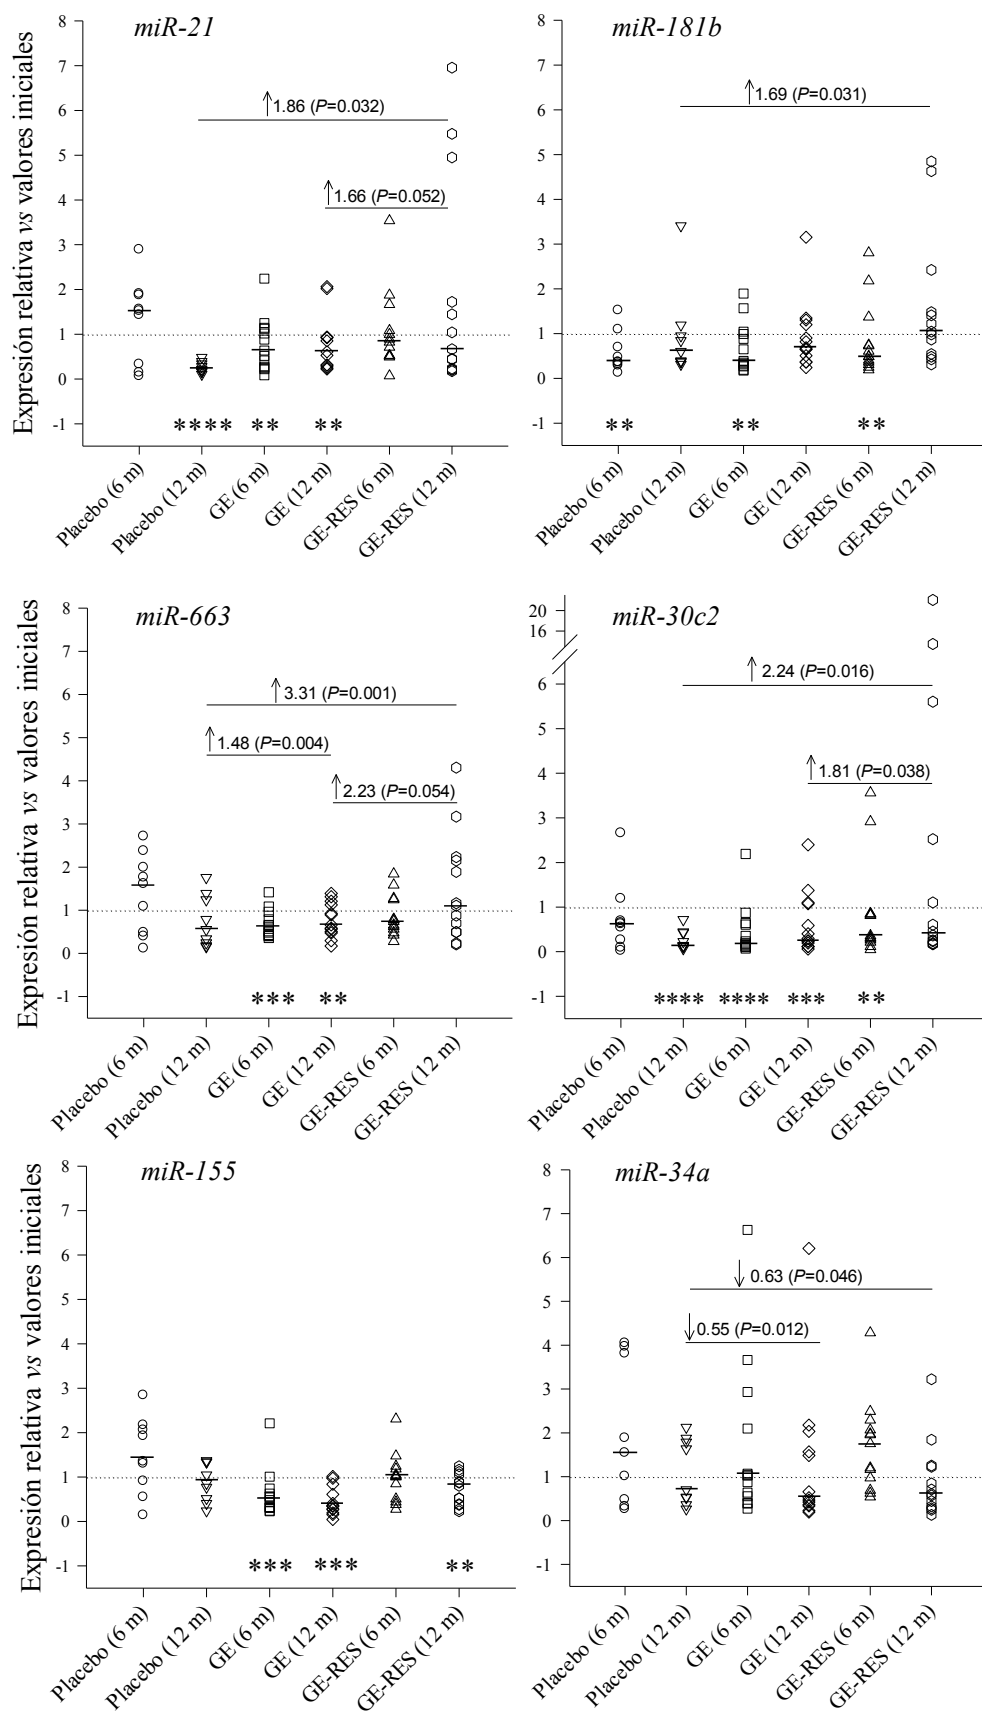 miR-21
Expresión relativa vs valores iniciales
8
7
6
5
4
3
2
1
0
-1
↑1.86 (P=0.032)
↑1.66 (P=0.052)
**** ** **
Placebo (6 m)
Placebo (12 m)
GE (6 m)
GE (12 m)
GE-RES (6 m)
GE-RES (12 m)
miR-181b
8
7
6
5
4
3
2
1
0
-1
↑1.69 (P=0.031)
** ** **
Placebo (6 m)
Placebo (12 m)
GE (6 m)
GE (12 m)
GE-RES (6 m)
GE-RES (12 m)
miR-663
Expresión relativa vs valores iniciales
8
7
6
5
4
3
2
1
0
-1
↑3.31 (P=0.001)
↑1.48 (P=0.004)
↑2.23 (P=0.054)
*** **
Placebo (6 m)
Placebo (12 m)
GE (6 m)
GE (12 m)
GE-RES (6 m)
GE-RES (12 m)
miR-30c2
20
16
6
5
4
3
2
1
0
-1
↑2.24 (P=0.016)
↑1.81 (P=0.038)
**** **** *** **
Placebo (6 m)
Placebo (12 m)
GE (6 m)
GE (12 m)
GE-RES (6 m)
GE-RES (12 m)
miR-155
Expresión relativa vs valores iniciales
8
7
6
5
4
3
2
1
0
-1
*** *** **
Placebo (6 m)
Placebo (12 m)
GE (6 m)
GE (12 m)
GE-RES (6 m)
GE-RES (12 m)
miR-34a
8
7
6
5
4
3
2
1
0
-1
↓0.63 (P=0.046)
↓0.55 (P=0.012)
Placebo (6 m)
Placebo (12 m)
GE (6 m)
GE (12 m)
GE-RES (6 m)
GE-RES (12 m)